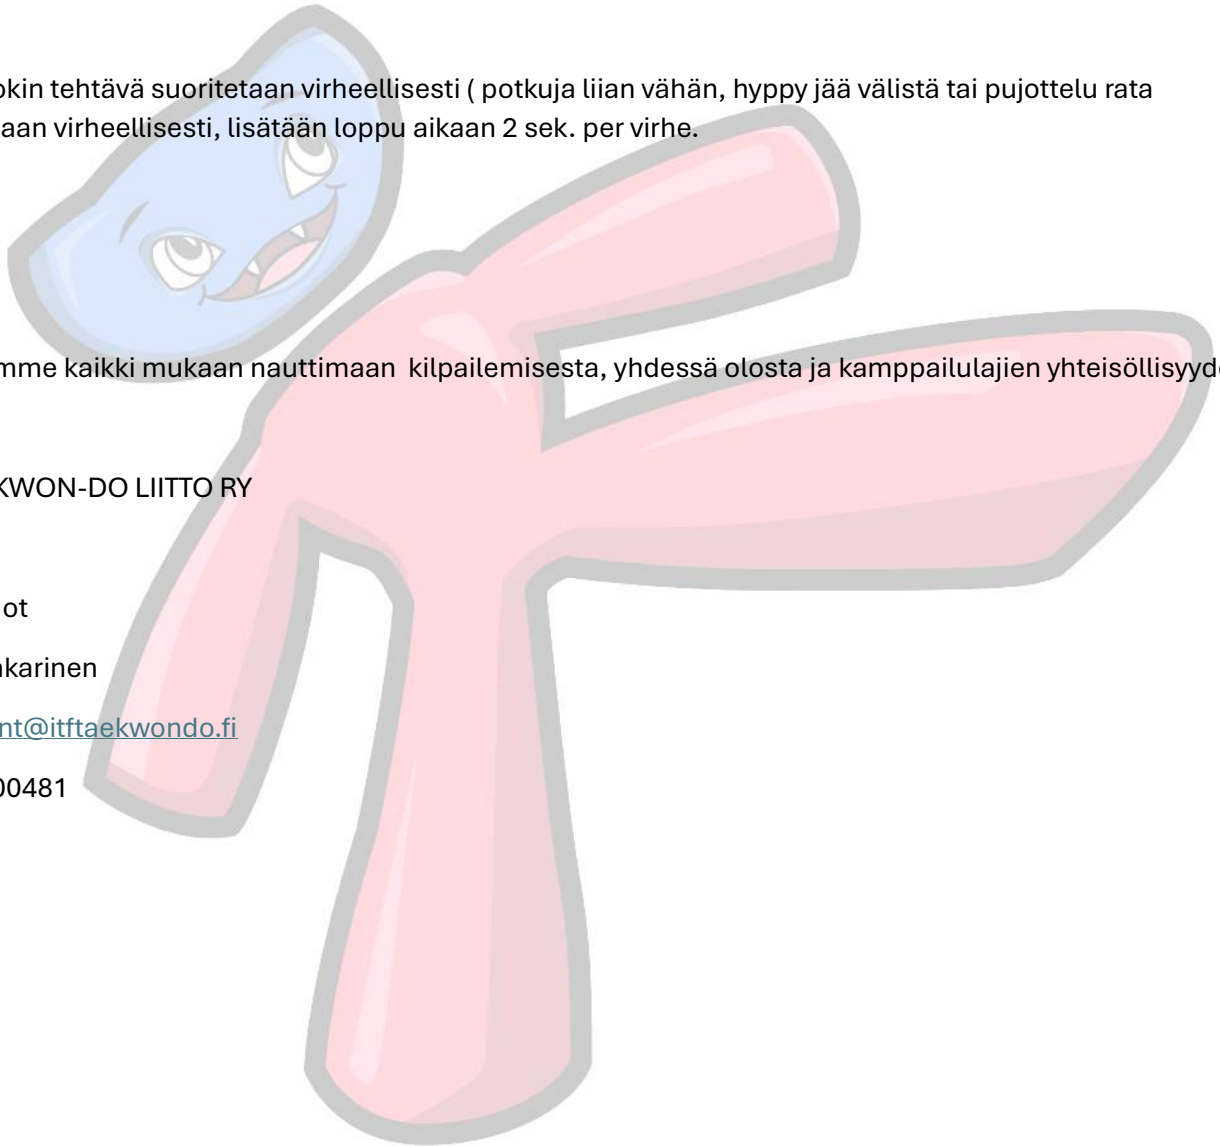 okin tehtävä suoritetaan virheellisesti ( potkuja liian vähän, hyppy jää välistä tai pujottelu rata
aan virheellisesti, lisätään loppu aikaan 2 sek. per virhe.
mme kaikki mukaan nauttimaan kilpailemisesta, yhdessä olosta ja kamppailulajien yhteisöllisyyd
KWON-DO LIITTO RY
ot
karinen
nt@itftaekwondo.fi
00481